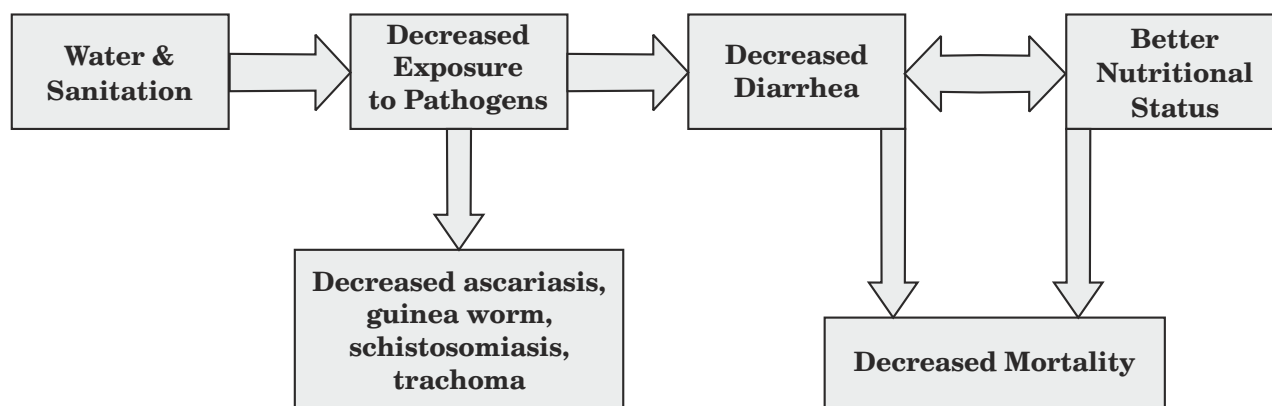 Water &
Sanitation
Decreased
Exposure
to Pathogens
Decreased
Diarrhea
Better
Nutritional
Status
Decreased ascariasis,
guinea worm,
schistosomiasis,
trachoma
Decreased Mortality